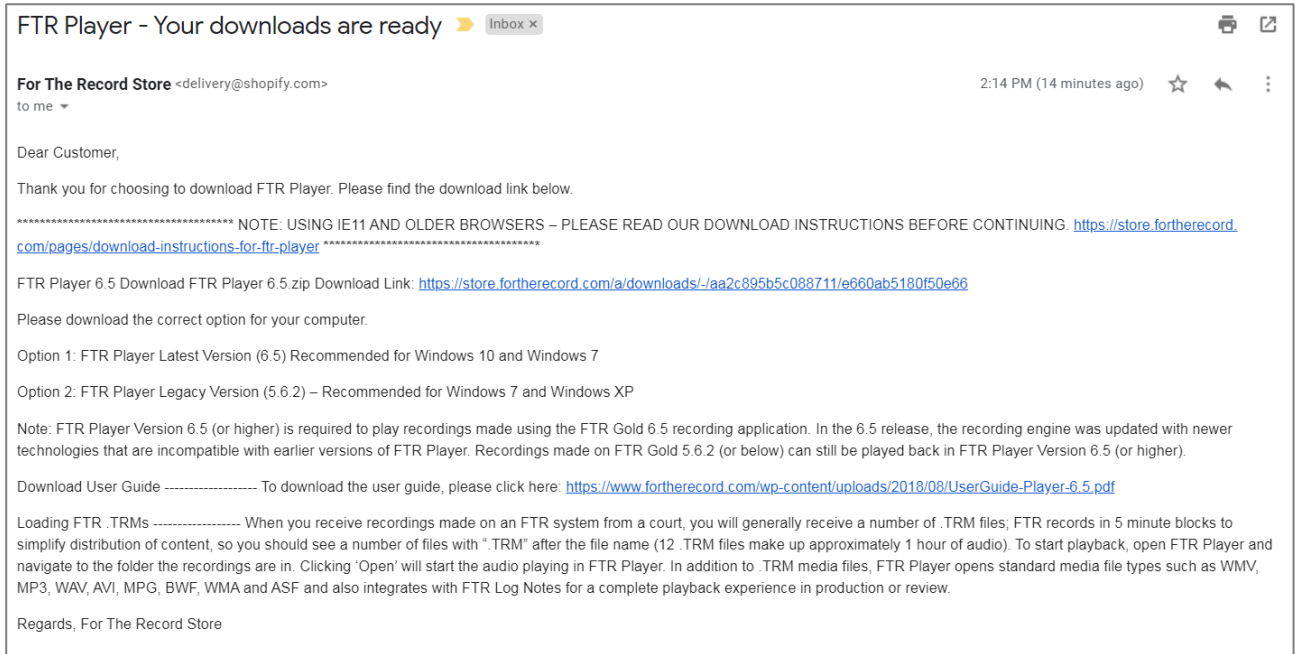 FTR Player - Your downloads are ready Inbox ×
For The Record Store <delivery@shopify.com> 2:14 PM (14 minutes ago)
to me
Dear Customer,
Thank you for choosing to download FTR Player. Please find the download link below.
************************************** NOTE: USING IE11 AND OLDER BROWSERS – PLEASE READ OUR DOWNLOAD INSTRUCTIONS BEFORE CONTINUING. https://store.fortherecord.
com/pages/download-instructions-for-ftr-player **************************************
FTR Player 6.5 Download FTR Player 6.5.zip Download Link: https://store.fortherecord.com/a/downloads/-/aa2c895b5c088711/e660ab5180f50e66
Please download the correct option for your computer.
Option 1: FTR Player Latest Version (6.5) Recommended for Windows 10 and Windows 7
Option 2: FTR Player Legacy Version (5.6.2) – Recommended for Windows 7 and Windows XP
Note: FTR Player Version 6.5 (or higher) is required to play recordings made using the FTR Gold 6.5 recording application. In the 6.5 release, the recording engine was updated with newer
technologies that are incompatible with earlier versions of FTR Player. Recordings made on FTR Gold 5.6.2 (or below) can still be played back in FTR Player Version 6.5 (or higher).
Download User Guide ------------------- To download the user guide, please click here: https://www.fortherecord.com/wp-content/uploads/2018/08/UserGuide-Player-6.5.pdf
Loading FTR .TRMs ------------------ When you receive recordings made on an FTR system from a court, you will generally receive a number of .TRM files; FTR records in 5 minute blocks to
simplify distribution of content, so you should see a number of files with “.TRM” after the file name (12 .TRM files make up approximately 1 hour of audio). To start playback, open FTR Player and
navigate to the folder the recordings are in. Clicking ‘Open’ will start the audio playing in FTR Player. In addition to .TRM media files, FTR Player opens standard media file types such as WMV,
MP3, WAV, AVI, MPG, BWF, WMA and ASF and also integrates with FTR Log Notes for a complete playback experience in production or review.
Regards, For The Record Store